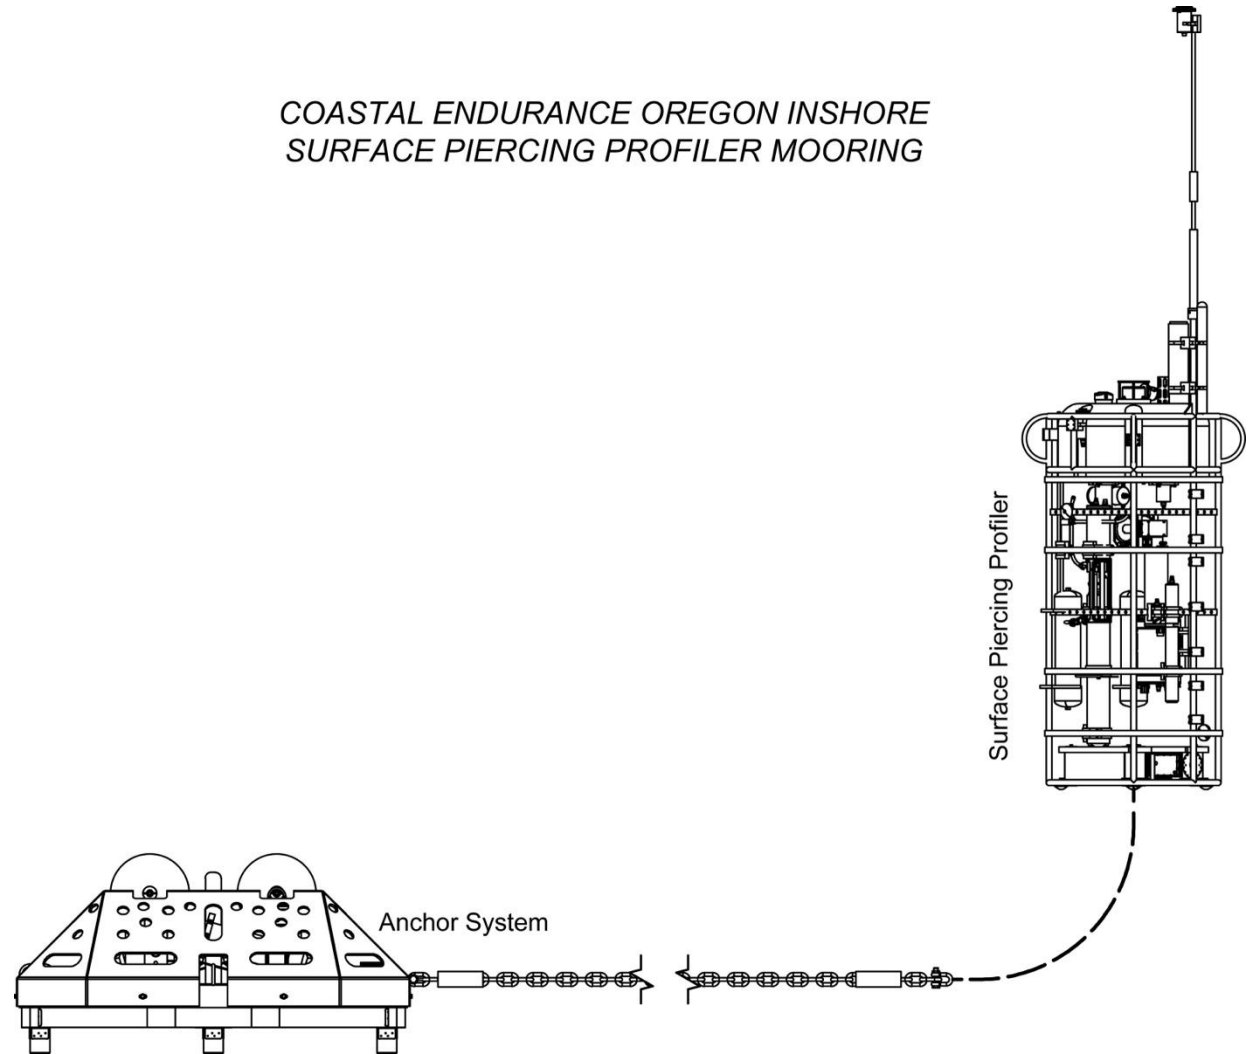 COASTAL ENDURANCE OREGON INSHORE
SURFACE PIERCING PROFILER MOORING
Surface Piercing Profiler
Anchor System